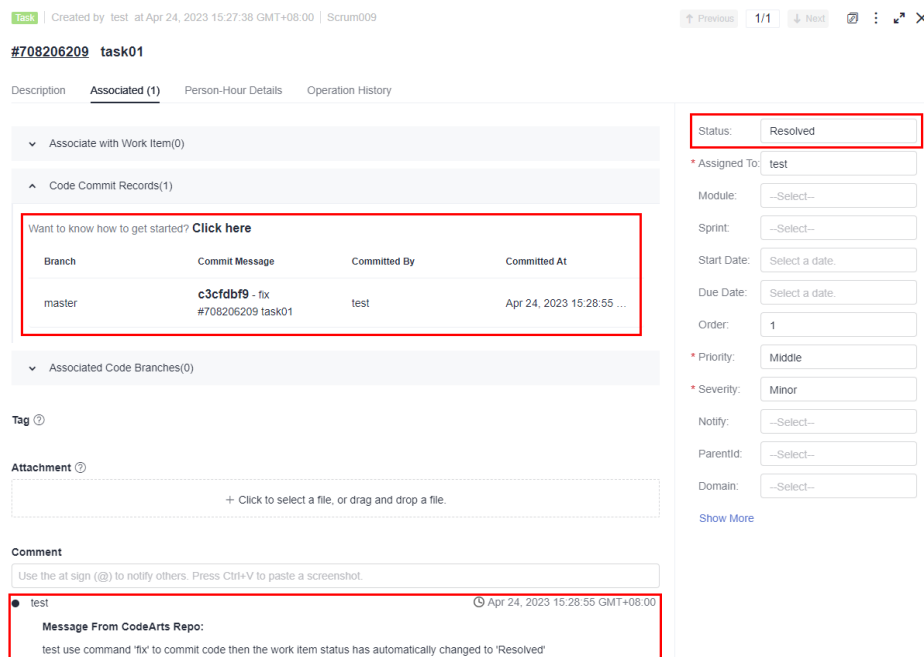 Task Created by test at Apr 24, 2023 15:27:38 GMT+08:00 Scrum009
Previous 1/1 Next
#708206209 task01
Description Associated (1) Person-Hour Details Operation History
Associate with Work Item(0)
Code Commit Records(1)
Want to know how to get started? Click here
Branch Commit Message Committed By Committed At
master c3cfdbf9 - fix #708206209 task01 test Apr 24, 2023 15:28:55 ...
Associated Code Branches(0)
Tag
Attachment
+ Click to select a file, or drag and drop a file.
Comment
Use the at sign (@) to notify others. Press Ctrl+V to paste a screenshot.
test Apr 24, 2023 15:28:55 GMT+08:00
Message From CodeArts Repo:
test use command 'fix' to commit code then the work item status has automatically changed to 'Resolved'
Status: Resolved
* Assigned To: test
Module: --Select--
Sprint: --Select--
Start Date: Select a date.
Due Date: Select a date.
Order: 1
* Priority: Middle
* Severity: Minor
Notify: --Select--
ParentId: --Select--
Domain: --Select--
Show More